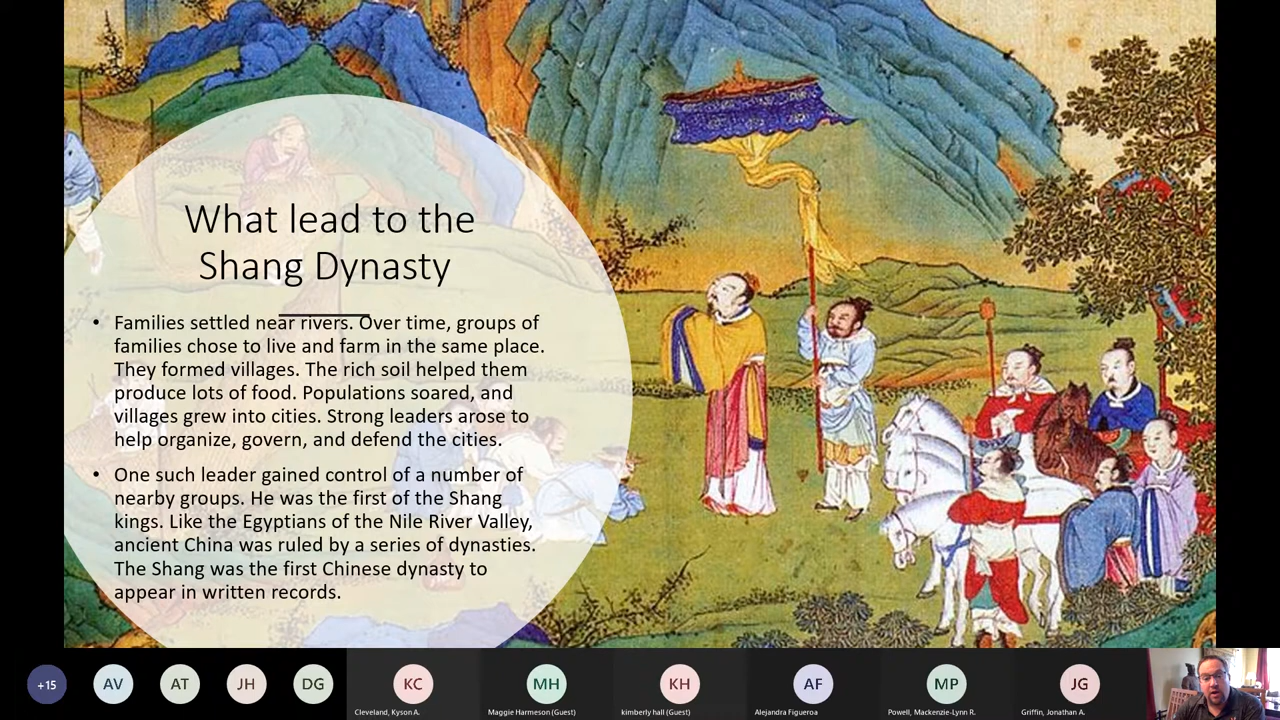 What lead to the
Shang Dynasty
• Families settled near rivers. Over time, groups of
families chose to live and farm in the same place.
They formed villages. The rich soil helped them
produce lots of food. Populations soared, and
villages grew into cities. Strong leaders arose to
help organize, govern, and defend the cities.
• One such leader gained control of a number of
nearby groups. He was the first of the Shang
kings. Like the Egyptians of the Nile River Valley,
ancient China was ruled by a series of dynasties.
The Shang was the first Chinese dynasty to
appear in written records.
+15 AV AT JH DG KC MH KH AF MP JG
Cleveland, Kyson A. Maggie Harmeson (Guest) kimberly hall (Guest) Alejandra Figueroa Powell, Mackenzie-Lynn R. Griffin, Jonathan A.